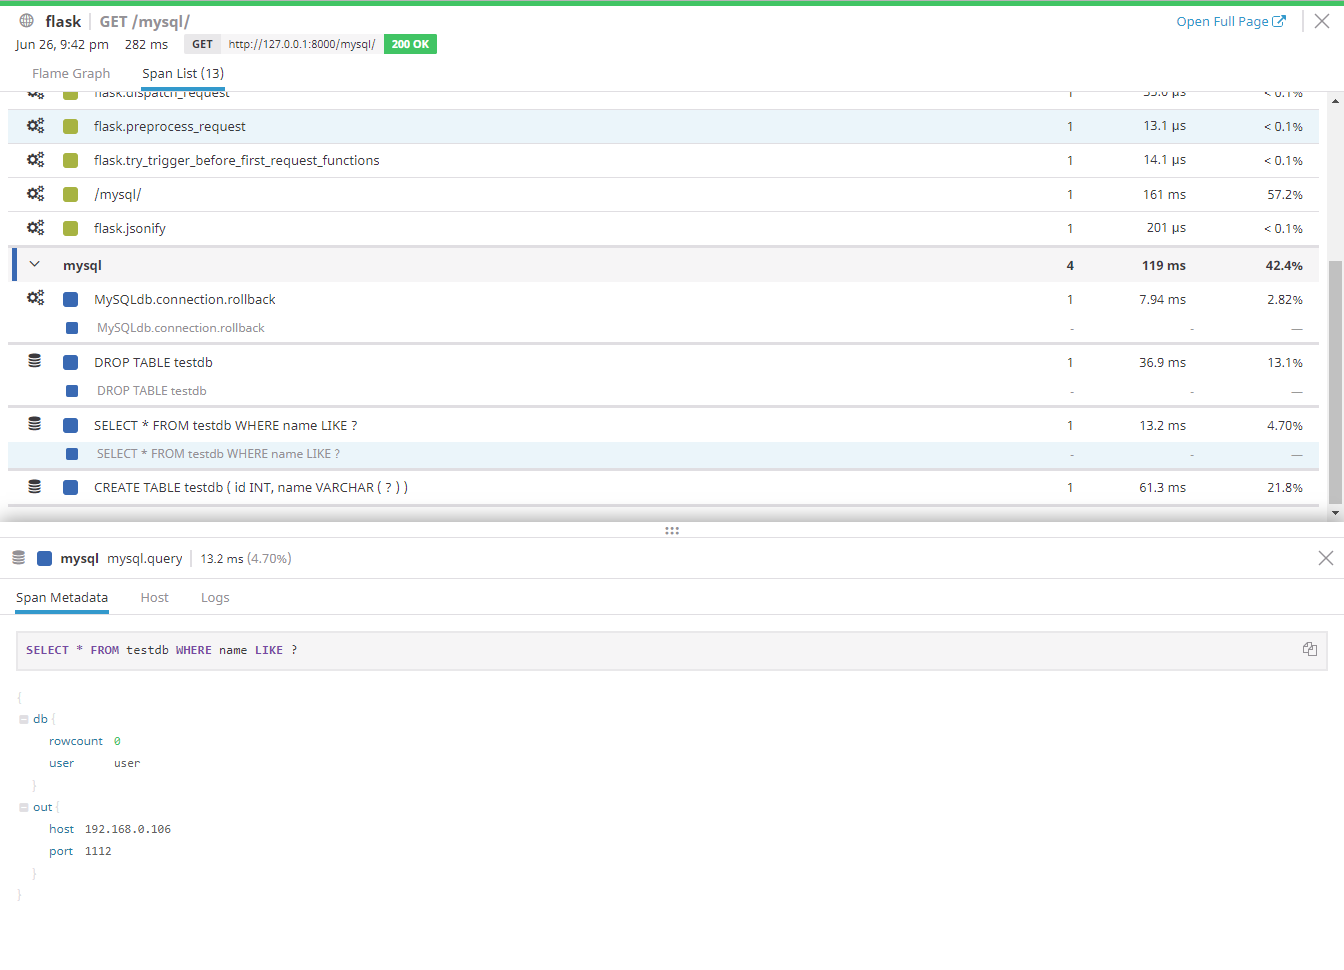 flask GET /mysql/ Open Full Page
Jun 26, 9:42 pm 282 ms GET http://127.0.0.1:8000/mysql/ 200 OK
Flame Graph Span List (13)
flask.dispatch_request 1 < 0.1%
flask.preprocess_request 1 13.1 µs < 0.1%
flask.try_trigger_before_first_request_functions 1 14.1 µs < 0.1%
/mysql/ 1 161 ms 57.2%
flask.jsonify 1 201 µs < 0.1%
mysql 4 119 ms 42.4%
MySQLdb.connection.rollback 1 7.94 ms 2.82%
MySQLdb.connection.rollback - - —
DROP TABLE testdb 1 36.9 ms 13.1%
DROP TABLE testdb - - —
SELECT * FROM testdb WHERE name LIKE ? 1 13.2 ms 4.70%
SELECT * FROM testdb WHERE name LIKE ? - - —
CREATE TABLE testdb ( id INT, name VARCHAR ( ? ) ) 1 61.3 ms 21.8%
mysql mysql.query 13.2 ms (4.70%)
Span Metadata Host Logs
SELECT * FROM testdb WHERE name LIKE ?
{
db {
rowcount 0
user user
}
out {
host 192.168.0.106
port 1112
}
}